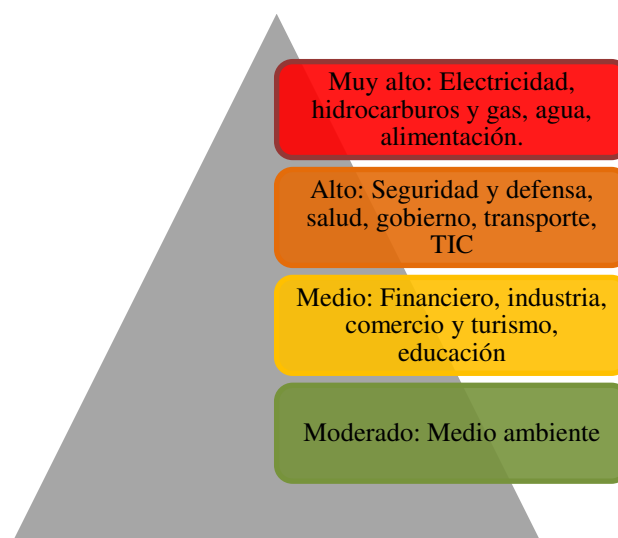 Muy alto: Electricidad,
hidrocarburos y gas, agua,
alimentación.
Alto: Seguridad y defensa,
salud, gobierno, transporte,
TIC
Medio: Financiero, industria,
comercio y turismo,
educación
Moderado: Medio ambiente